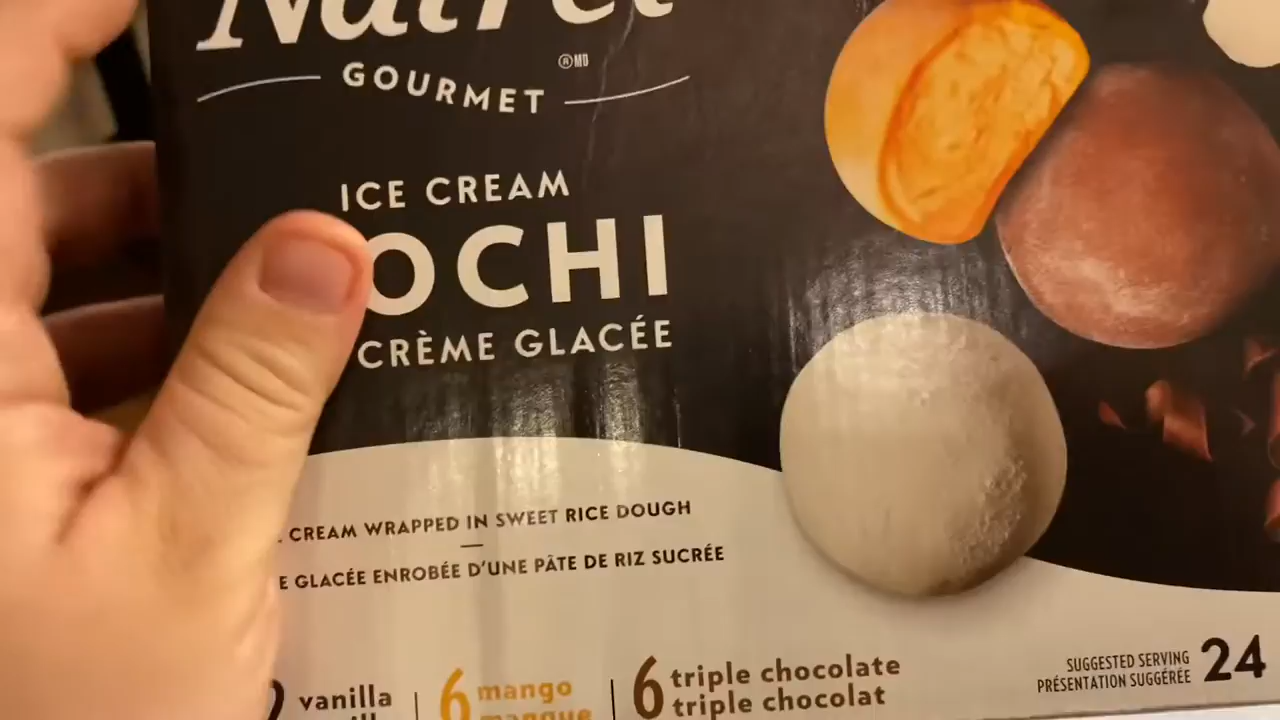 Natrel
®MD
GOURMET
ICE CREAM
OCHI
CRÈME GLACÉE
CREAM WRAPPED IN SWEET RICE DOUGH
E GLACÉE ENROBÉE D'UNE PÂTE DE RIZ SUCRÉE
vanilla
6 mango
mangue
6 triple chocolate
triple chocolat
SUGGESTED SERVING
PRÉSENTATION SUGGÉRÉE
24